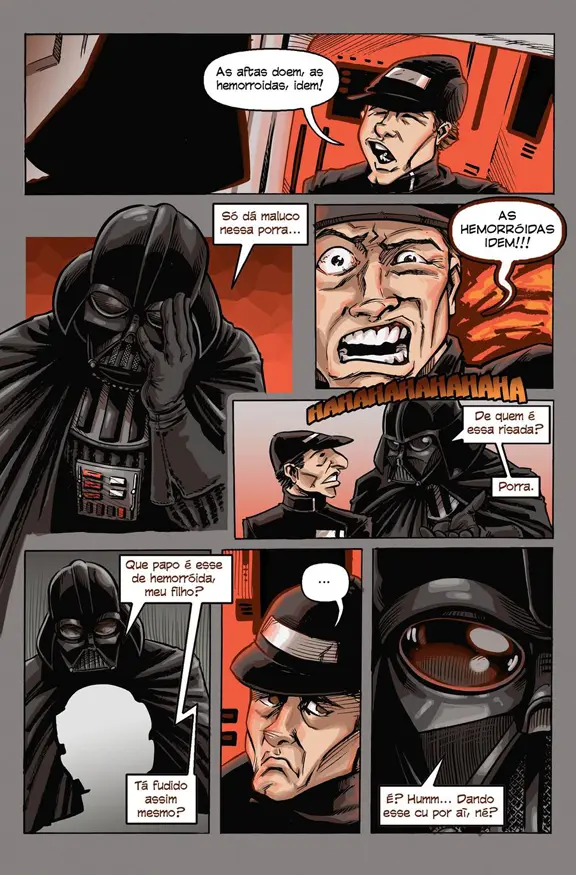 As aftas doem, as
hemorroidas, idem!
Só dá maluco
nessa porra...
AS
HEMORRÓIDAS
IDEM!!!
HAHAHAHAHAHAHA
De quem é
essa risada?
Porra.
Que papo é esse
de hemorróida,
meu filho?
Tá fudido
assim
mesmo?
...
É? Humm... Dando
esse cu por aí, né?